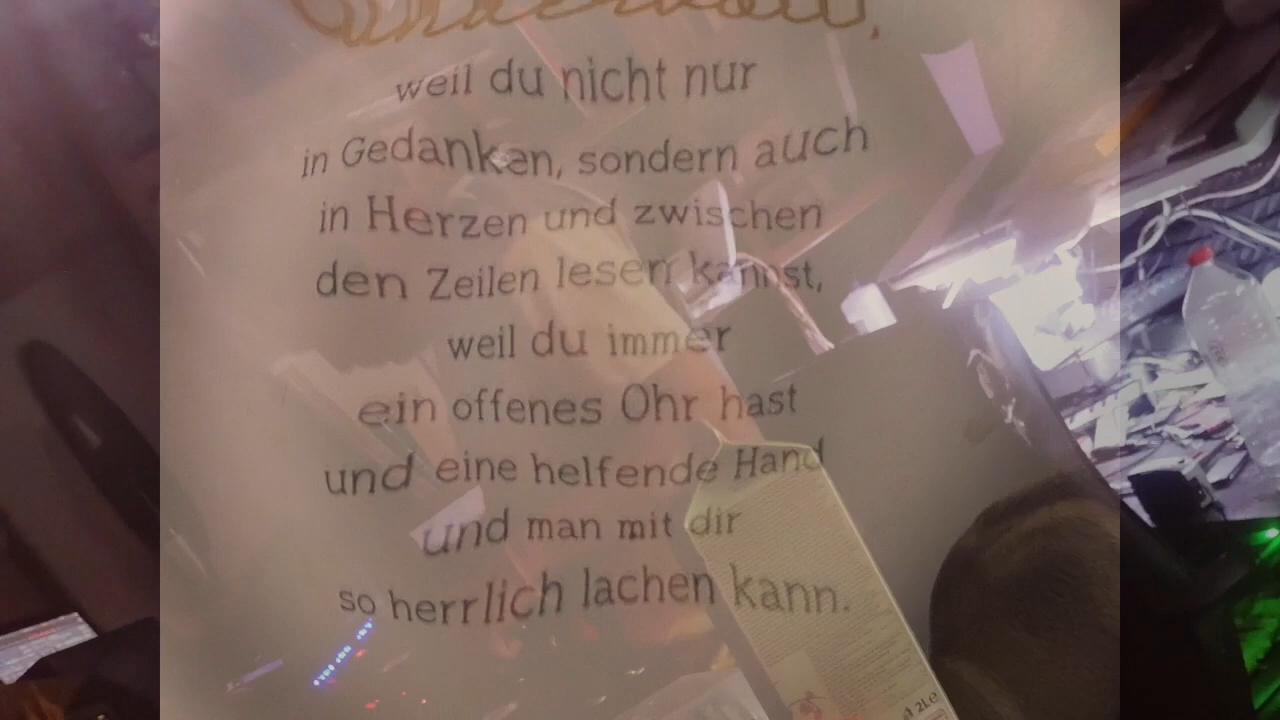 weil du nicht nur
in Gedanken, sondern auch
in Herzen und zwischen
den Zeilen lesen kannst,
weil du immer
ein offenes Ohr hast
und eine helfende Hand
und man mit dir
so herrlich lachen kann.
2L℮